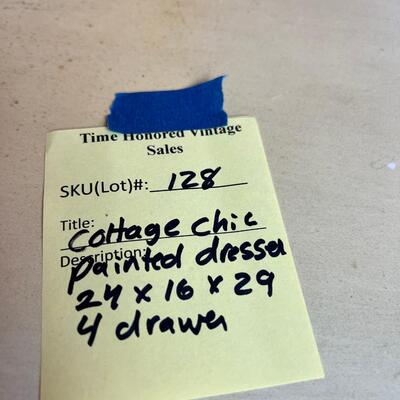 Time Honored Vintage
Sales
SKU(Lot)#: 128
Title:
Cottage chic
Description:
painted dresser
24 x 16 x 29
4 drawer